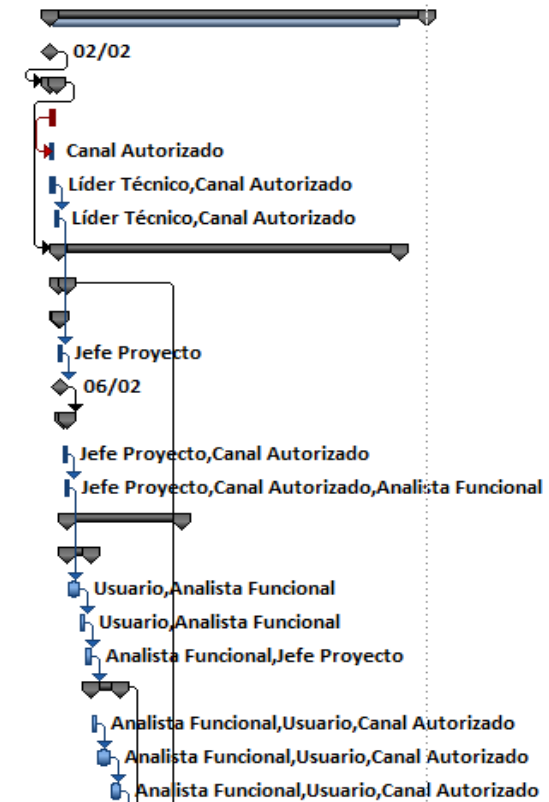 02/02
Canal Autorizado
Líder Técnico,Canal Autorizado
Líder Técnico,Canal Autorizado
Jefe Proyecto
06/02
Jefe Proyecto,Canal Autorizado
Jefe Proyecto,Canal Autorizado,Analista Funcional
Usuario,Analista Funcional
Usuario,Analista Funcional
Analista Funcional,Jefe Proyecto
Analista Funcional,Usuario,Canal Autorizado
Analista Funcional,Usuario,Canal Autorizado
Analista Funcional,Usuario,Canal Autorizado